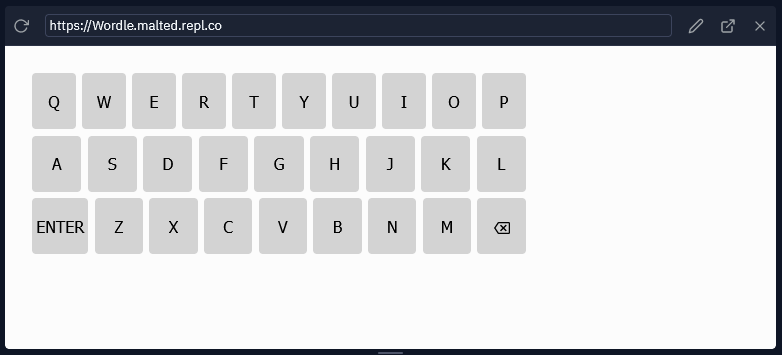 https://Wordle.malted.repl.co
Q W E R T Y U I O P
A S D F G H J K L
ENTER Z X C V B N M